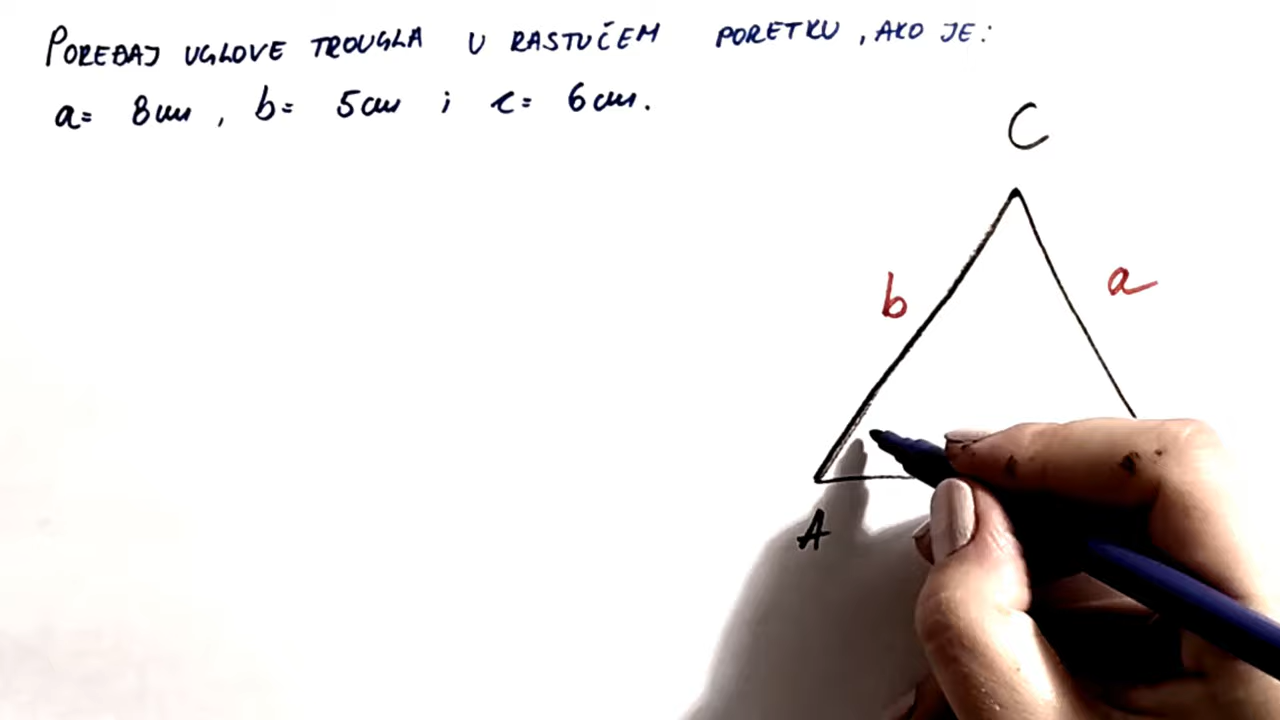 POREĐAJ UGLOVE TROUGLA U RASTUĆEM PORETKU, AKO JE:
a= 8cm, b= 5cm i c= 6cm.
C
b
a
A